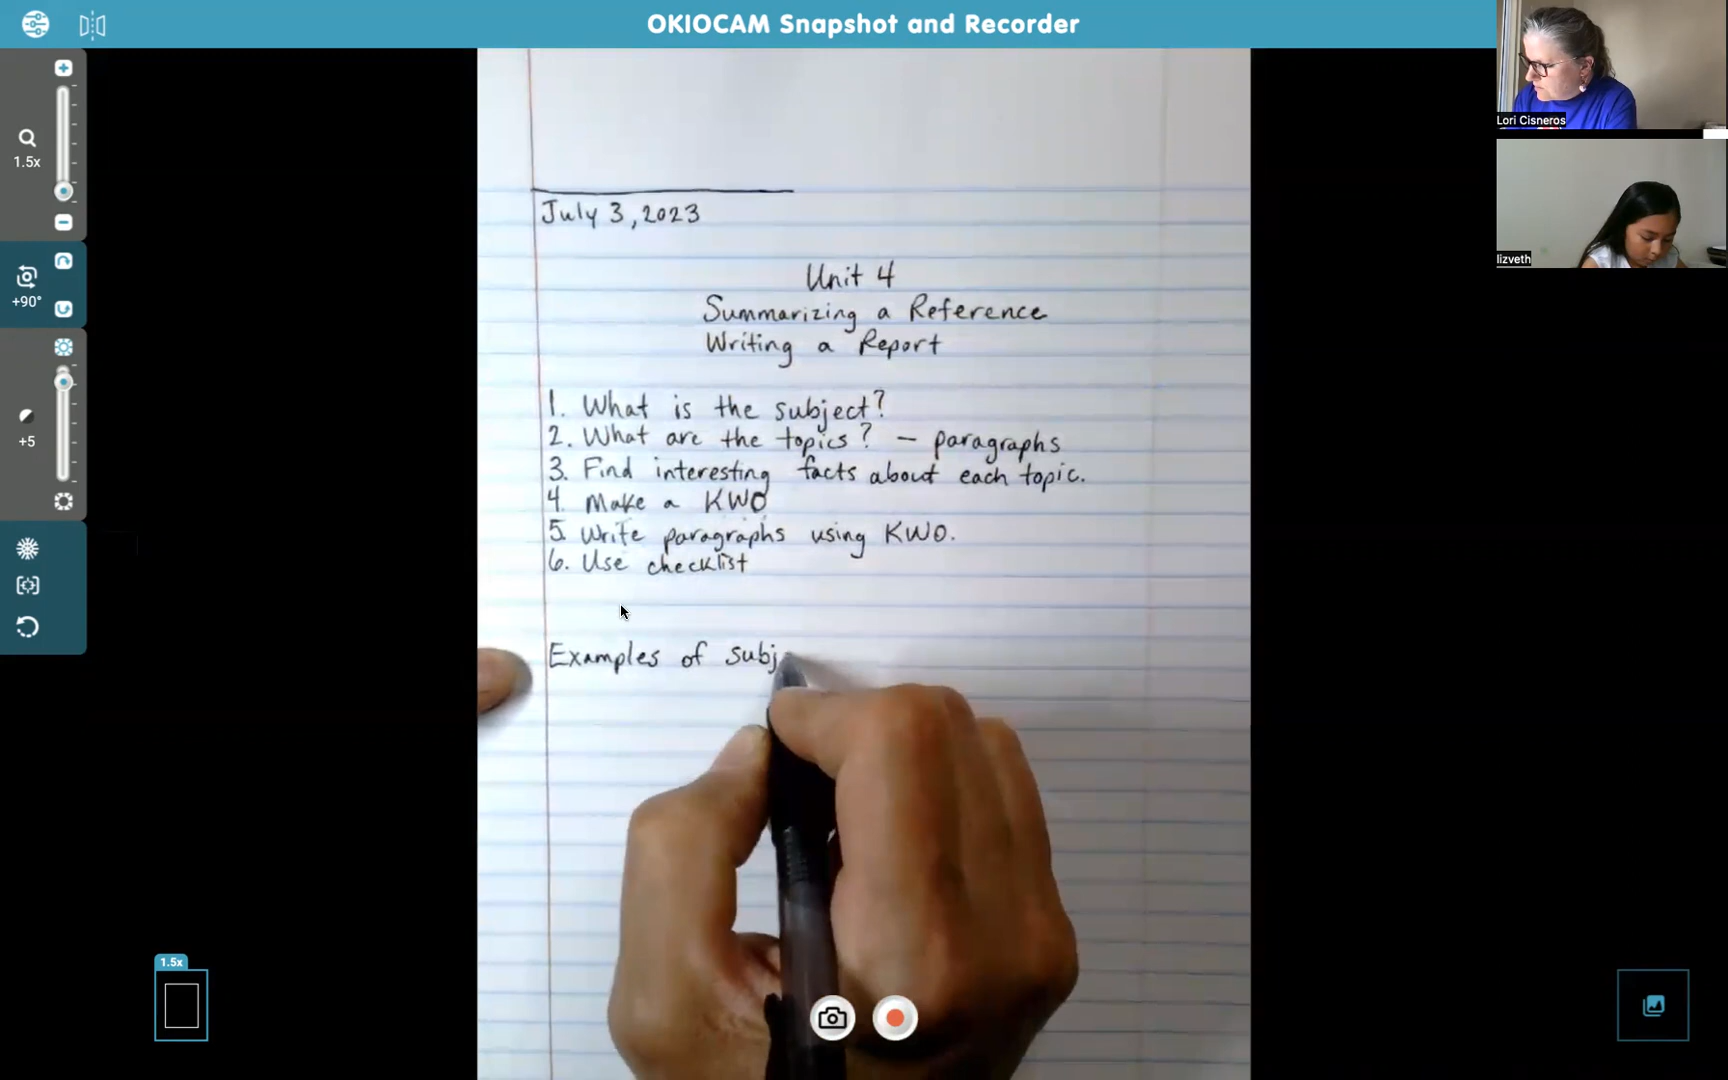 OKIOCAM Snapshot and Recorder
Lori Cisneros
lizveth
1.5x
+90°
+5
July 3, 2023
Unit 4
Summarizing a Reference
Writing a Report
1. What is the subject?
2. What are the topics? – paragraphs
3. Find interesting facts about each topic.
4. Make a KWO
5. Write paragraphs using KWO.
6. Use checklist
Examples of subj
1.5x